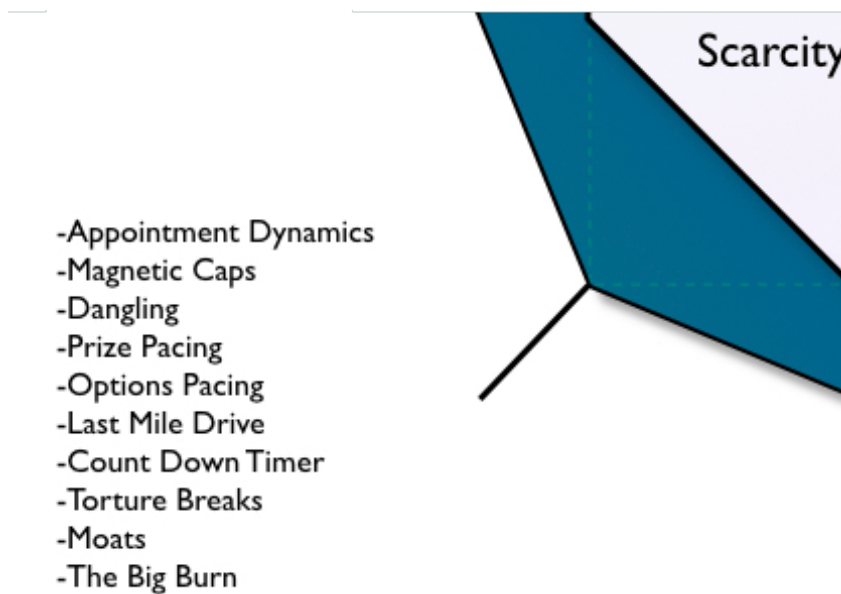 Scarcity
-Appointment Dynamics
-Magnetic Caps
-Dangling
-Prize Pacing
-Options Pacing
-Last Mile Drive
-Count Down Timer
-Torture Breaks
-Moats
-The Big Burn